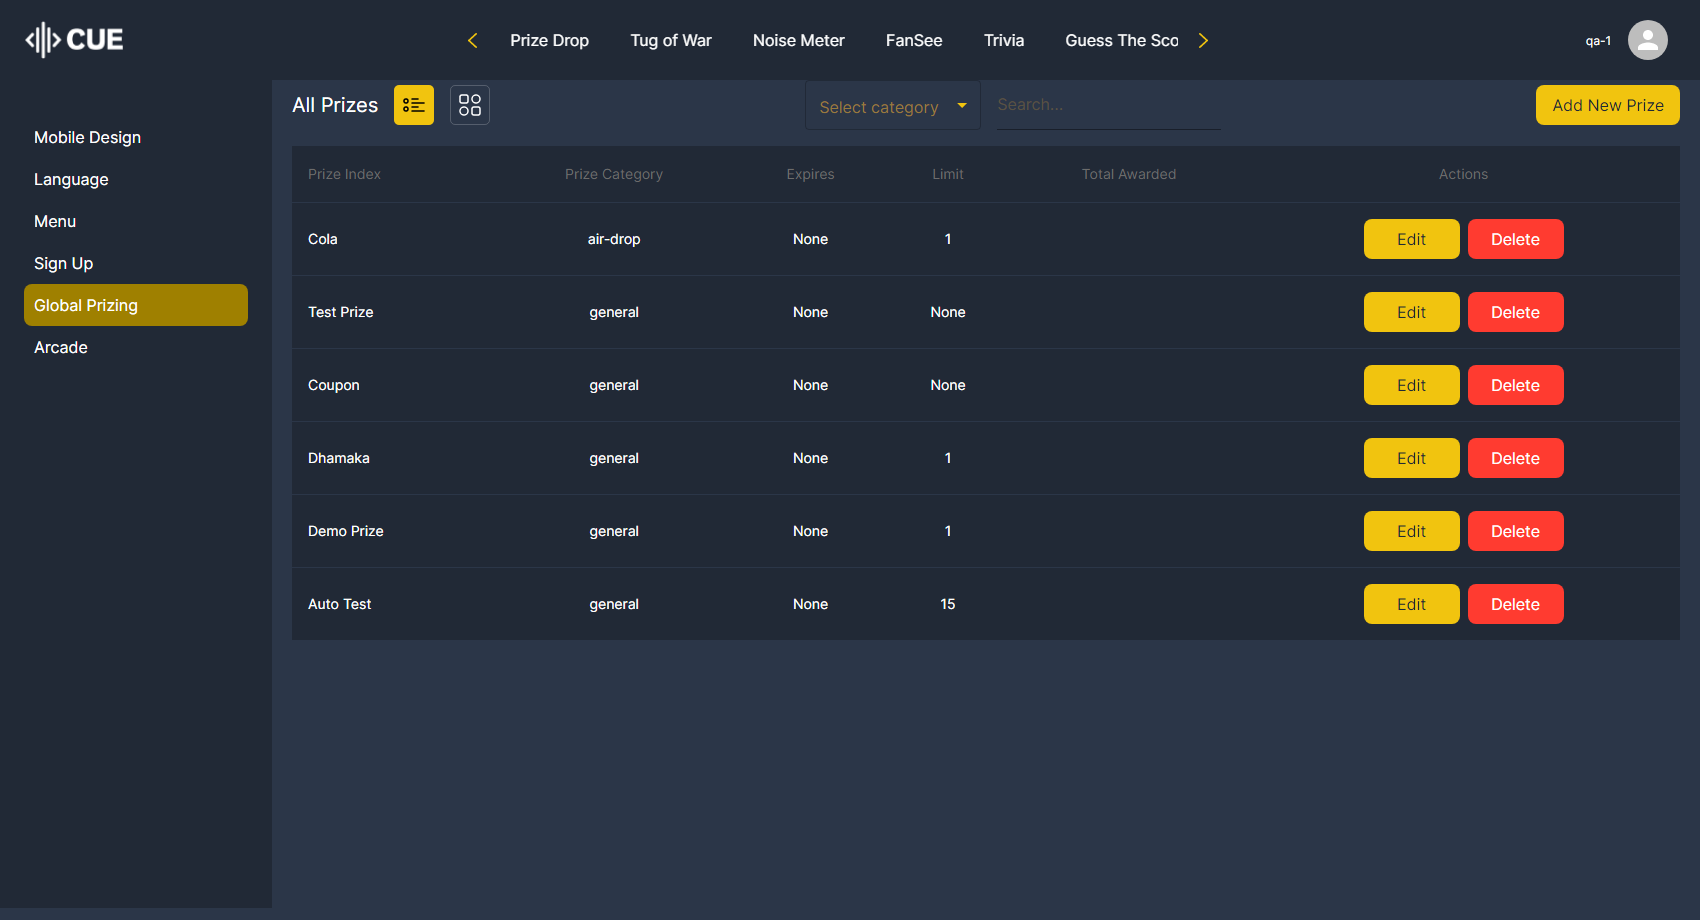 CUE
Prize Drop Tug of War Noise Meter FanSee Trivia Guess The Sco
qa-1
Mobile Design
Language
Menu
Sign Up
Global Prizing
Arcade
All Prizes Select category Search... Add New Prize
Prize Index Prize Category Expires Limit Total Awarded Actions
Cola air-drop None 1 Edit Delete
Test Prize general None None Edit Delete
Coupon general None None Edit Delete
Dhamaka general None 1 Edit Delete
Demo Prize general None 1 Edit Delete
Auto Test general None 15 Edit Delete